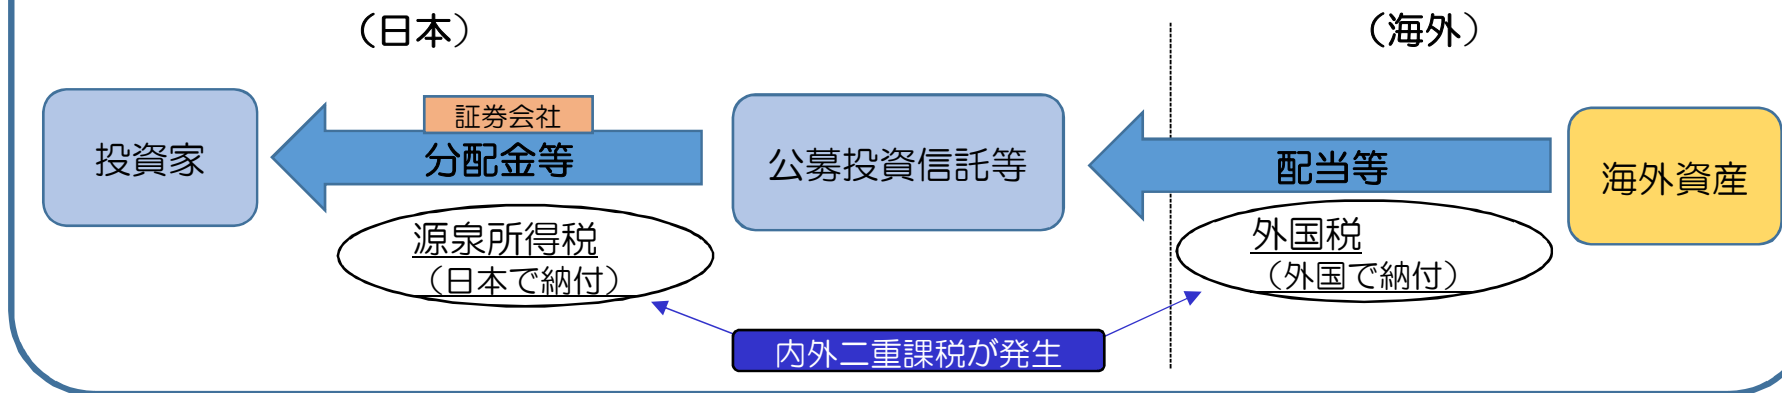 （日本）
（海外）
投資家
証券会社
分配金等
公募投資信託等
配当等
海外資産
源泉所得税
（日本で納付）
外国税
（外国で納付）
内外二重課税が発生